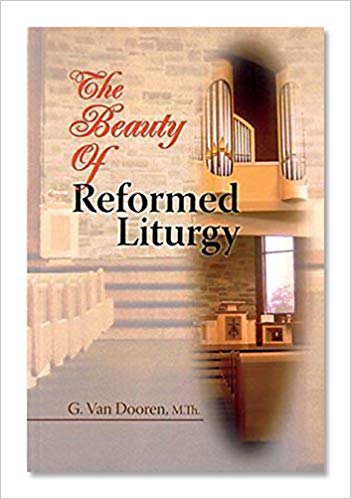 The
Beauty
Of
Reformed
Liturgy
G. Van Dooren, M.Th.